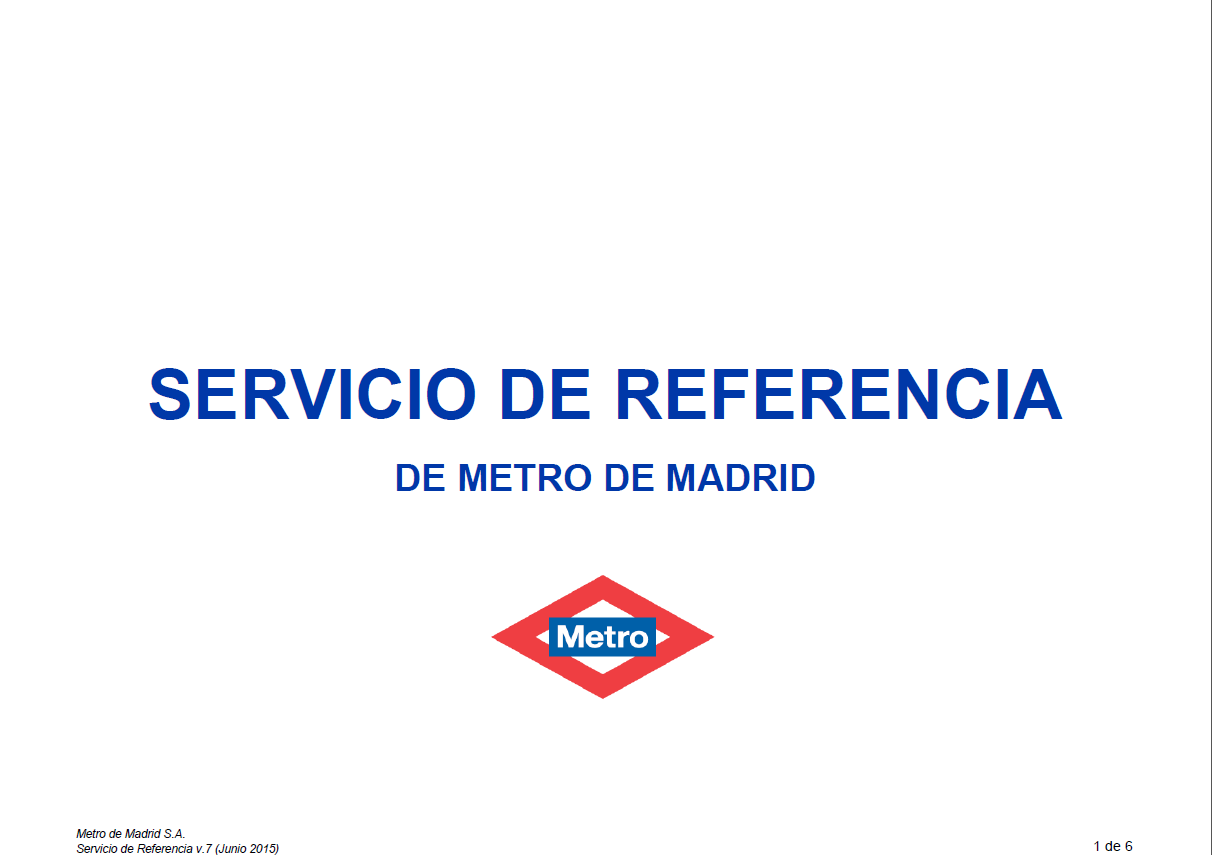 SERVICIO DE REFERENCIA
DE METRO DE MADRID
Metro
Metro de Madrid S.A.
Servicio de Referencia v.7 (Junio 2015)
1 de 6